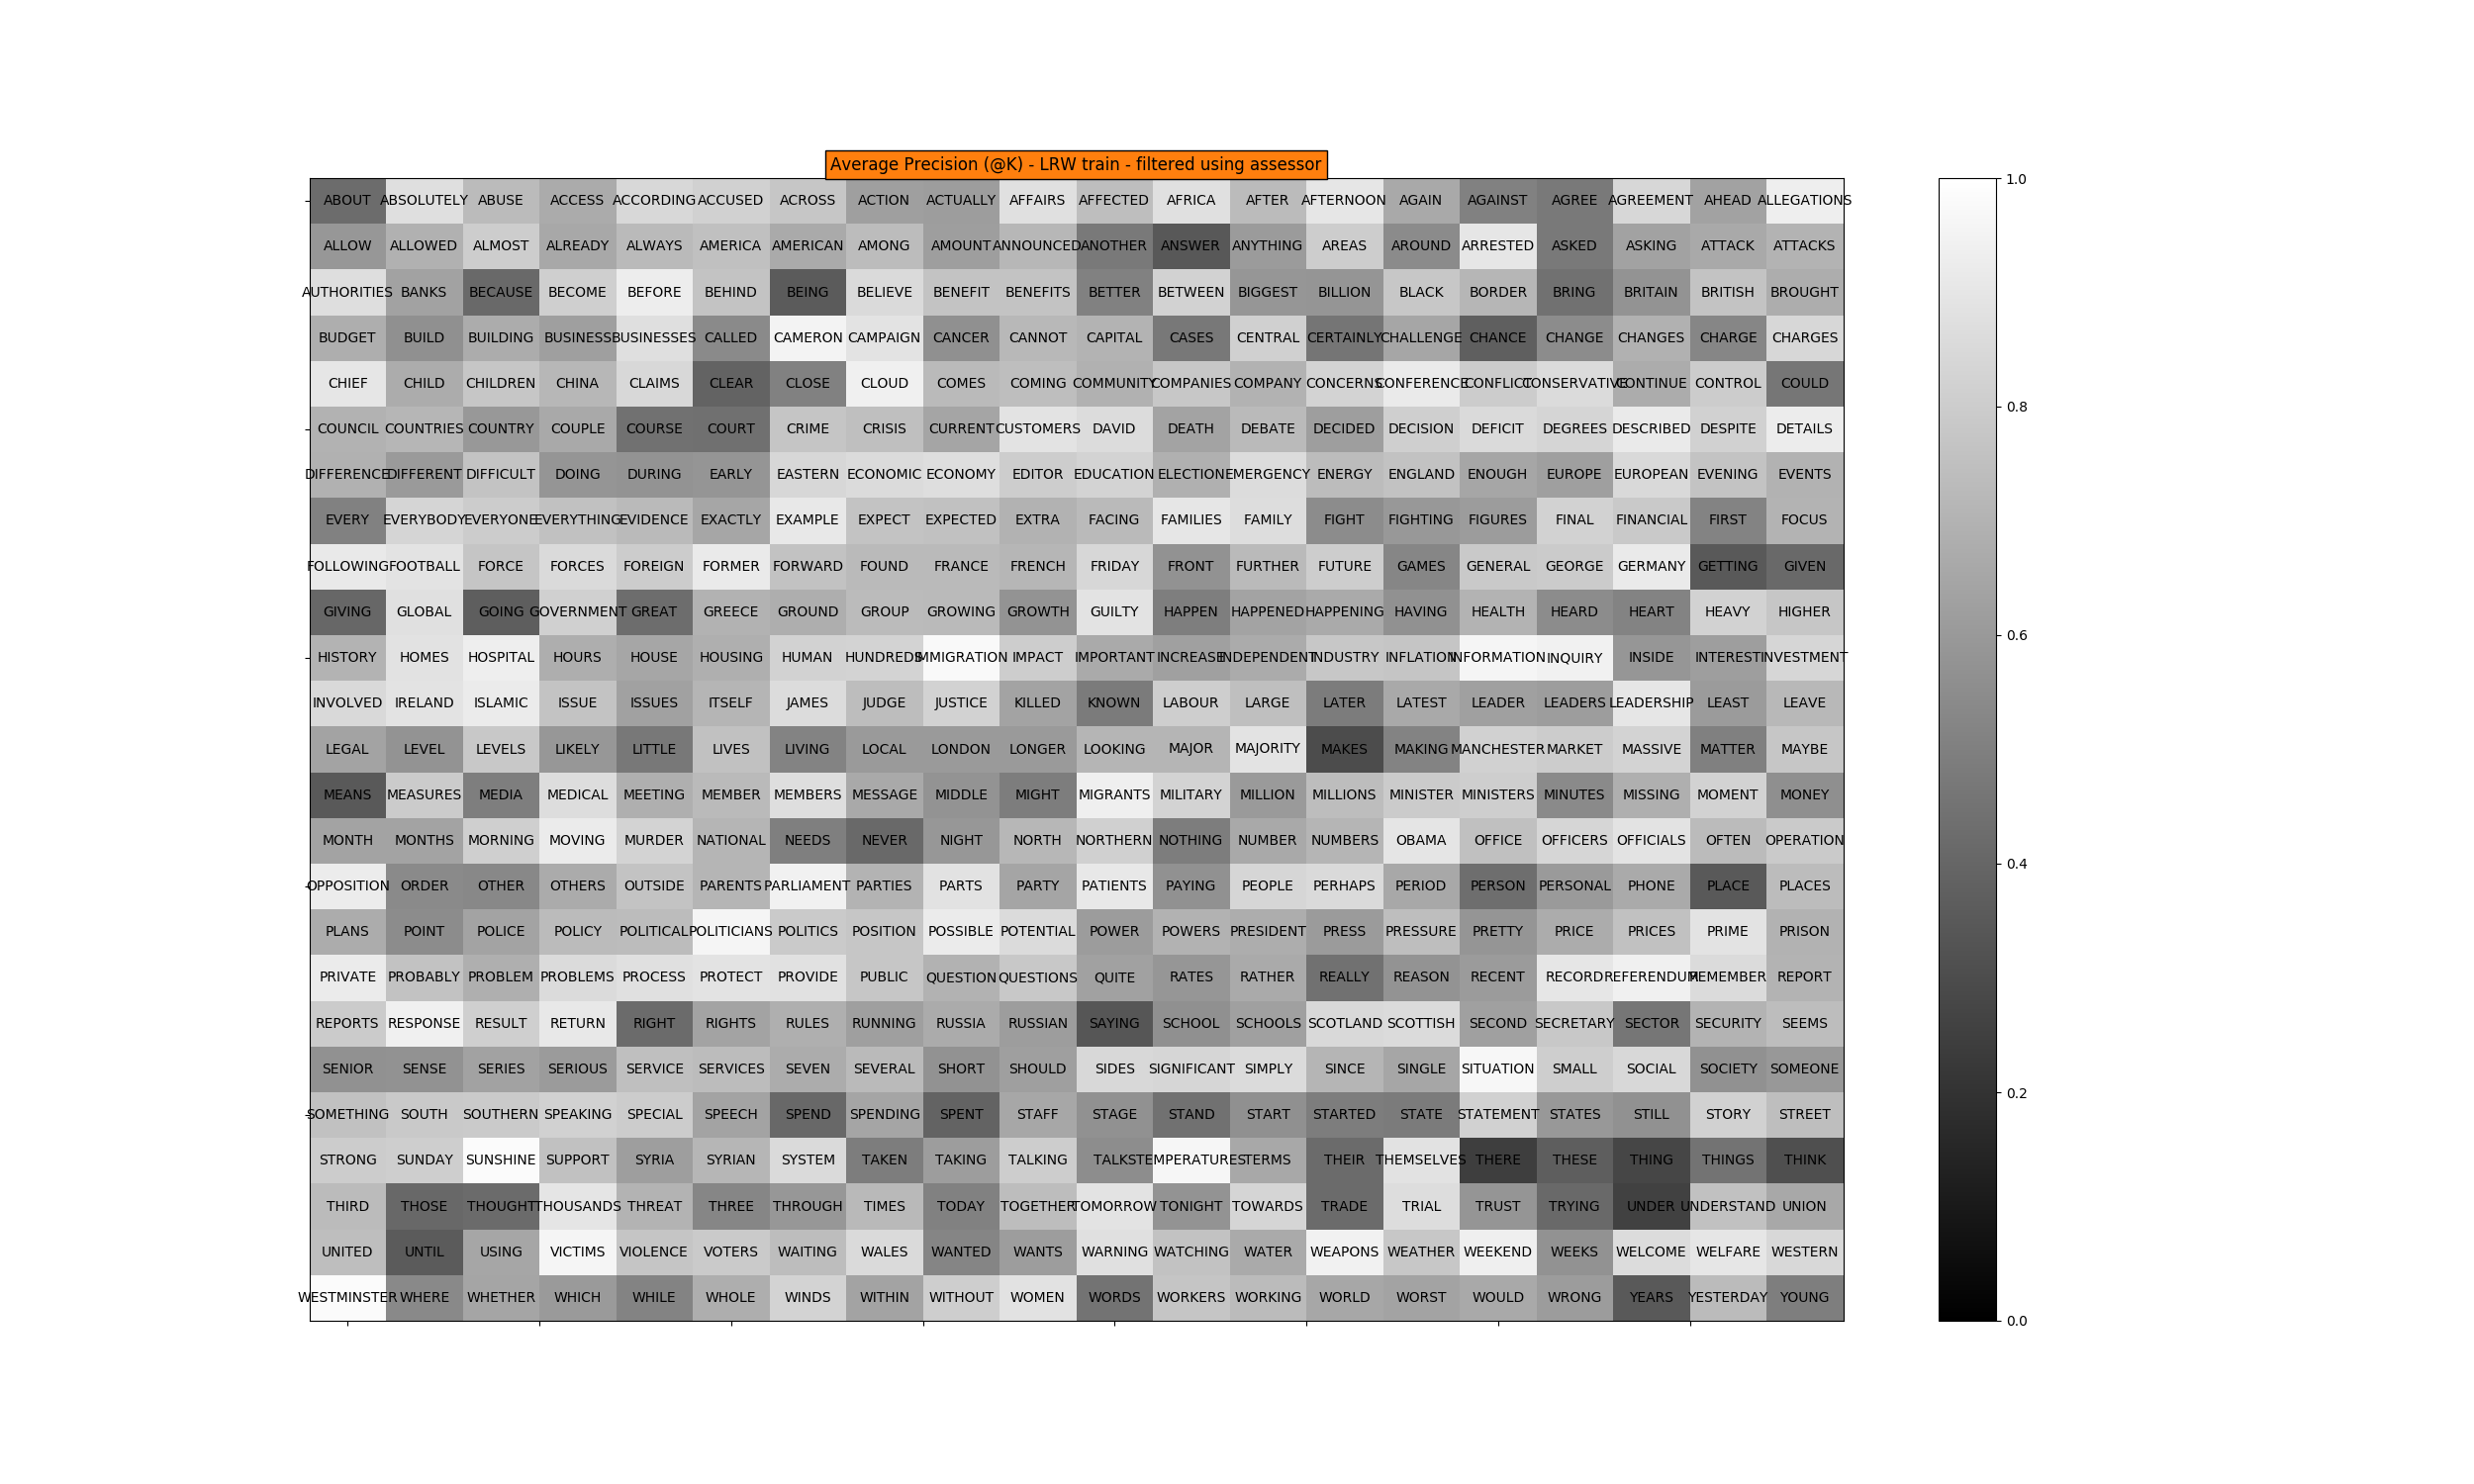 Average Precision (@K) - LRW train - filtered using assessor
ABOUT ABSOLUTELY ABUSE ACCESS ACCORDING ACCUSED ACROSS ACTION ACTUALLY AFFAIRS AFFECTED AFRICA AFTER AFTERNOON AGAIN AGAINST AGREE AGREEMENT AHEAD ALLEGATIONS 1.0
ALLOW ALLOWED ALMOST ALREADY ALWAYS AMERICA AMERICAN AMONG AMOUNT ANNOUNCED ANOTHER ANSWER ANYTHING AREAS AROUND ARRESTED ASKED ASKING ATTACK ATTACKS
AUTHORITIES BANKS BECAUSE BECOME BEFORE BEHIND BEING BELIEVE BENEFIT BENEFITS BETTER BETWEEN BIGGEST BILLION BLACK BORDER BRING BRITAIN BRITISH BROUGHT
BUDGET BUILD BUILDING BUSINESS BUSINESSES CALLED CAMERON CAMPAIGN CANCER CANNOT CAPITAL CASES CENTRAL CERTAINLY CHALLENGE CHANCE CHANGE CHANGES CHARGE CHARGES
CHIEF CHILD CHILDREN CHINA CLAIMS CLEAR CLOSE CLOUD COMES COMING COMMUNITY COMPANIES COMPANY CONCERNS CONFERENCE CONFLICT CONSERVATIVE CONTINUE CONTROL COULD
0.8
COUNCIL COUNTRIES COUNTRY COUPLE COURSE COURT CRIME CRISIS CURRENT CUSTOMERS DAVID DEATH DEBATE DECIDED DECISION DEFICIT DEGREES DESCRIBED DESPITE DETAILS
DIFFERENCE DIFFERENT DIFFICULT DOING DURING EARLY EASTERN ECONOMIC ECONOMY EDITOR EDUCATION ELECTION EMERGENCY ENERGY ENGLAND ENOUGH EUROPE EUROPEAN EVENING EVENTS
EVERY EVERYBODY EVERYONE EVERYTHING EVIDENCE EXACTLY EXAMPLE EXPECT EXPECTED EXTRA FACING FAMILIES FAMILY FIGHT FIGHTING FIGURES FINAL FINANCIAL FIRST FOCUS
FOLLOWING FOOTBALL FORCE FORCES FOREIGN FORMER FORWARD FOUND FRANCE FRENCH FRIDAY FRONT FURTHER FUTURE GAMES GENERAL GEORGE GERMANY GETTING GIVEN
GIVING GLOBAL GOING GOVERNMENT GREAT GREECE GROUND GROUP GROWING GROWTH GUILTY HAPPEN HAPPENED HAPPENING HAVING HEALTH HEARD HEART HEAVY HIGHER
0.6
HISTORY HOMES HOSPITAL HOURS HOUSE HOUSING HUMAN HUNDREDS IMMIGRATION IMPACT IMPORTANT INCREASE INDEPENDENT INDUSTRY INFLATION INFORMATION INQUIRY INSIDE INTEREST INVESTMENT
INVOLVED IRELAND ISLAMIC ISSUE ISSUES ITSELF JAMES JUDGE JUSTICE KILLED KNOWN LABOUR LARGE LATER LATEST LEADER LEADERS LEADERSHIP LEAST LEAVE
LEGAL LEVEL LEVELS LIKELY LITTLE LIVES LIVING LOCAL LONDON LONGER LOOKING MAJOR MAJORITY MAKES MAKING MANCHESTER MARKET MASSIVE MATTER MAYBE
MEANS MEASURES MEDIA MEDICAL MEETING MEMBER MEMBERS MESSAGE MIDDLE MIGHT MIGRANTS MILITARY MILLION MILLIONS MINISTER MINISTERS MINUTES MISSING MOMENT MONEY
MONTH MONTHS MORNING MOVING MURDER NATIONAL NEEDS NEVER NIGHT NORTH NORTHERN NOTHING NUMBER NUMBERS OBAMA OFFICE OFFICERS OFFICIALS OFTEN OPERATION
0.4
OPPOSITION ORDER OTHER OTHERS OUTSIDE PARENTS PARLIAMENT PARTIES PARTS PARTY PATIENTS PAYING PEOPLE PERHAPS PERIOD PERSON PERSONAL PHONE PLACE PLACES
PLANS POINT POLICE POLICY POLITICAL POLITICIANS POLITICS POSITION POSSIBLE POTENTIAL POWER POWERS PRESIDENT PRESS PRESSURE PRETTY PRICE PRICES PRIME PRISON
PRIVATE PROBABLY PROBLEM PROBLEMS PROCESS PROTECT PROVIDE PUBLIC QUESTION QUESTIONS QUITE RATES RATHER REALLY REASON RECENT RECORD REFERENDUM REMEMBER REPORT
REPORTS RESPONSE RESULT RETURN RIGHT RIGHTS RULES RUNNING RUSSIA RUSSIAN SAYING SCHOOL SCHOOLS SCOTLAND SCOTTISH SECOND SECRETARY SECTOR SECURITY SEEMS
SENIOR SENSE SERIES SERIOUS SERVICE SERVICES SEVEN SEVERAL SHORT SHOULD SIDES SIGNIFICANT SIMPLY SINCE SINGLE SITUATION SMALL SOCIAL SOCIETY SOMEONE
0.2
SOMETHING SOUTH SOUTHERN SPEAKING SPECIAL SPEECH SPEND SPENDING SPENT STAFF STAGE STAND START STARTED STATE STATEMENT STATES STILL STORY STREET
STRONG SUNDAY SUNSHINE SUPPORT SYRIA SYRIAN SYSTEM TAKEN TAKING TALKING TALKS TEMPERATURES TERMS THEIR THEMSELVES THERE THESE THING THINGS THINK
THIRD THOSE THOUGHT THOUSANDS THREAT THREE THROUGH TIMES TODAY TOGETHER TOMORROW TONIGHT TOWARDS TRADE TRIAL TRUST TRYING UNDER UNDERSTAND UNION
UNITED UNTIL USING VICTIMS VIOLENCE VOTERS WAITING WALES WANTED WANTS WARNING WATCHING WATER WEAPONS WEATHER WEEKEND WEEKS WELCOME WELFARE WESTERN
WESTMINSTER WHERE WHETHER WHICH WHILE WHOLE WINDS WITHIN WITHOUT WOMEN WORDS WORKERS WORKING WORLD WORST WOULD WRONG YEARS YESTERDAY YOUNG
0.0